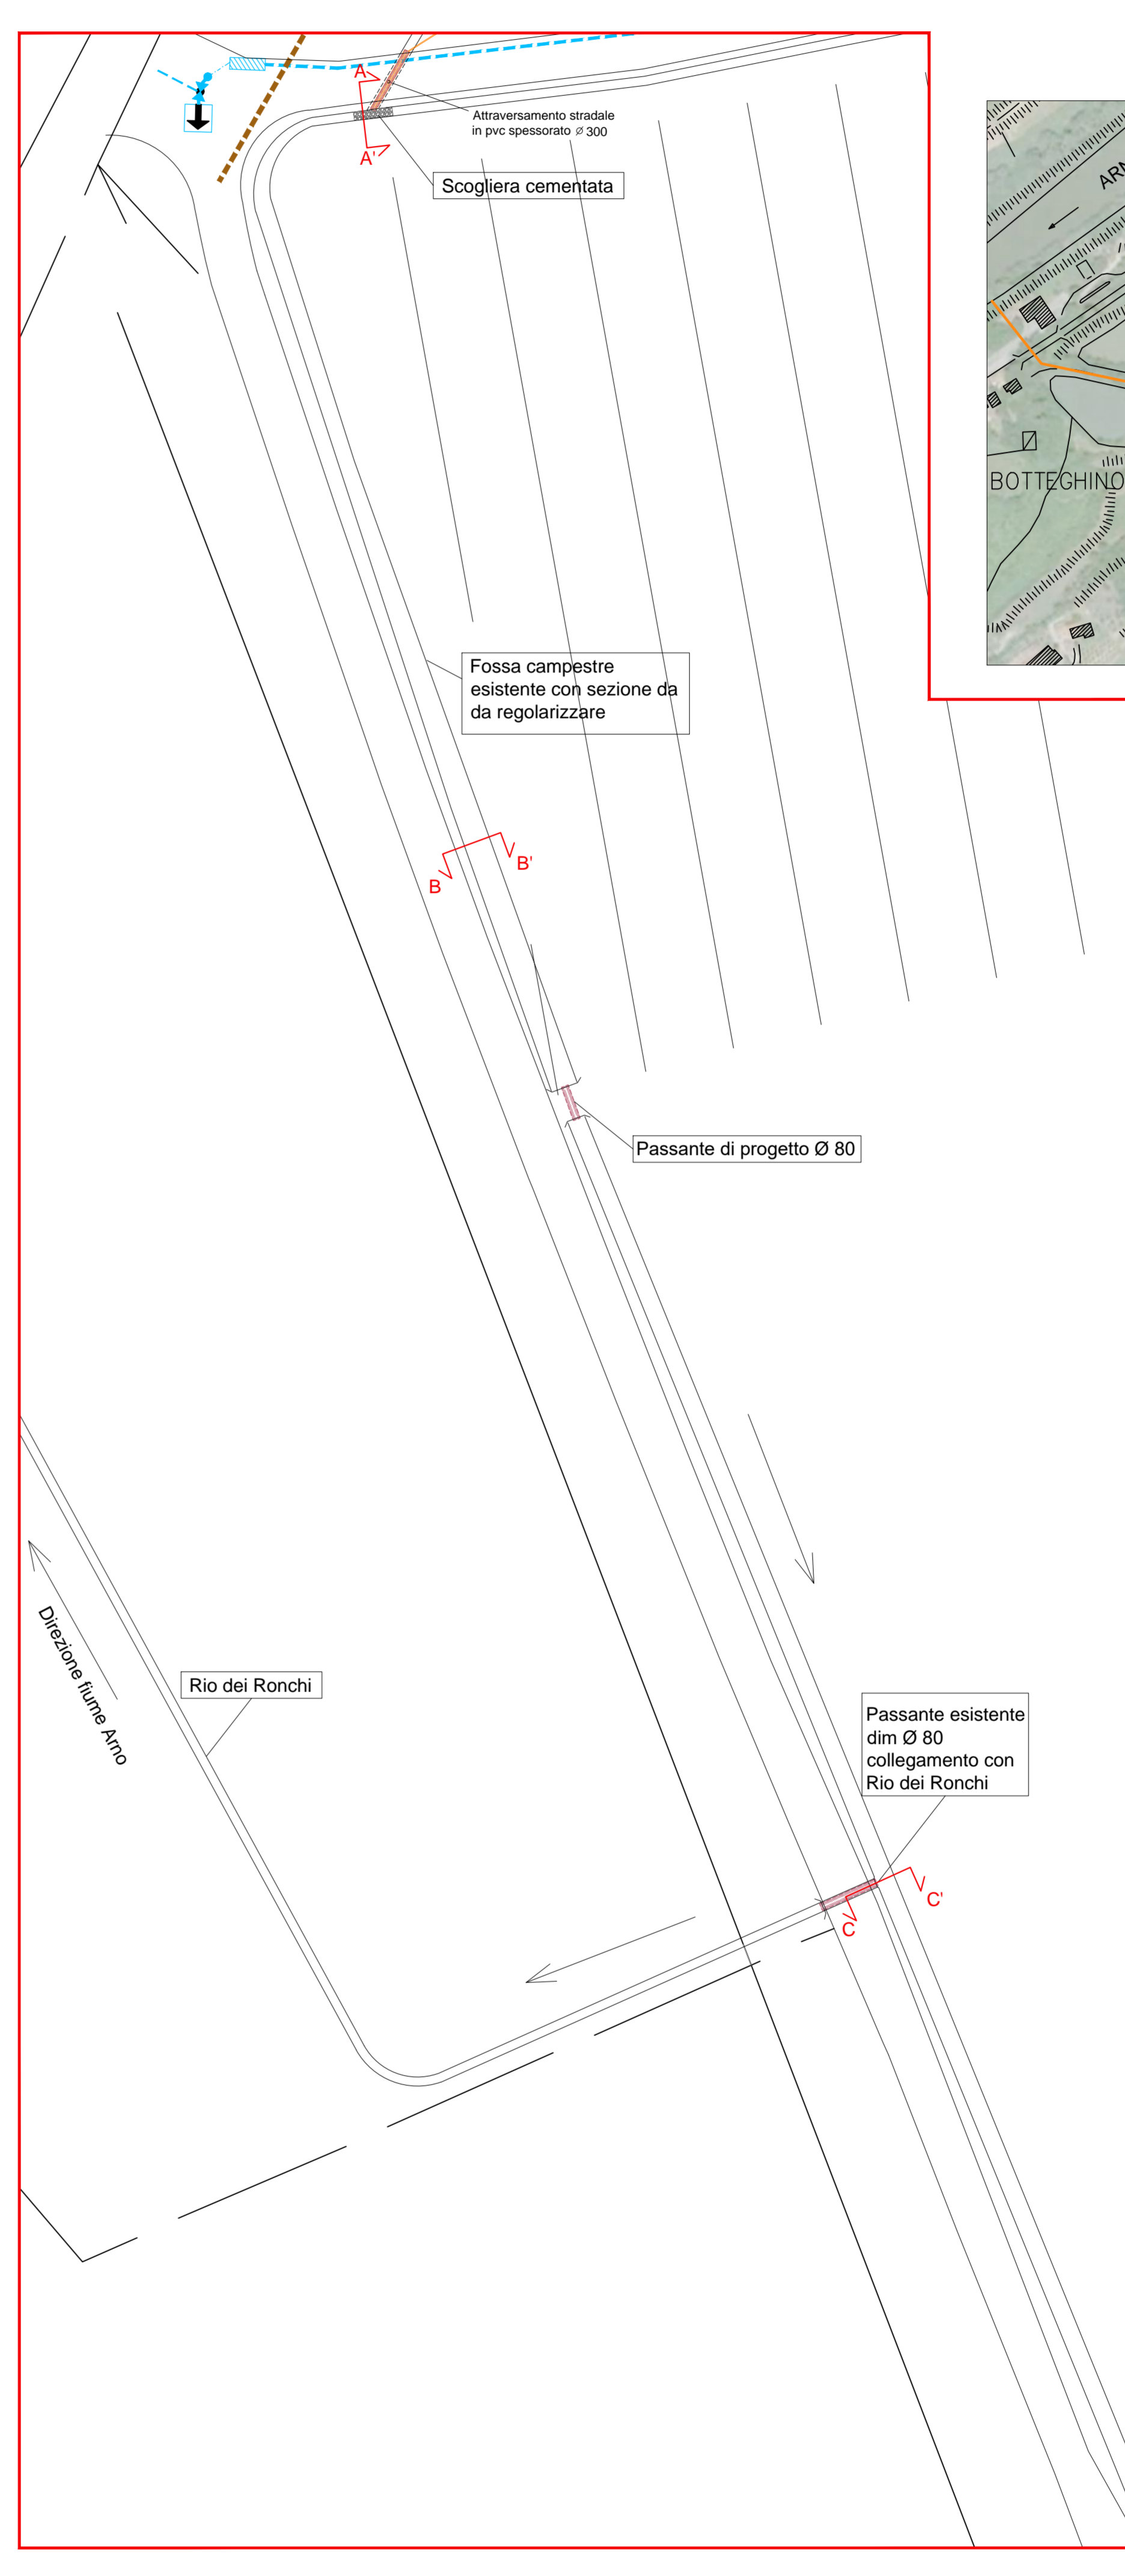 A
A'
Attraversamento stradale
in pvc spessorato ⌀300
Scogliera cementata
BOTTEGHINO
Fossa campestre
esistente con sezione da
da regolarizzare
B
B'
Passante di progetto Ø 80
Direzione fiume Arno
Rio dei Ronchi
Passante esistente
dim Ø 80
collegamento con
Rio dei Ronchi
C
C'